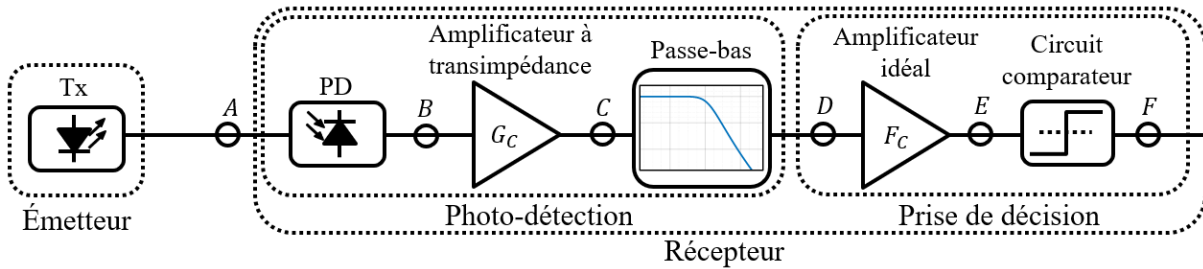 Tx
Émetteur
A
PD
B
Amplificateur à
transimpédance
G_C
C
Passe-bas
Photo-détection
D
Amplificateur
idéal
F_C
E
Circuit
comparateur
F
Prise de décision
Récepteur